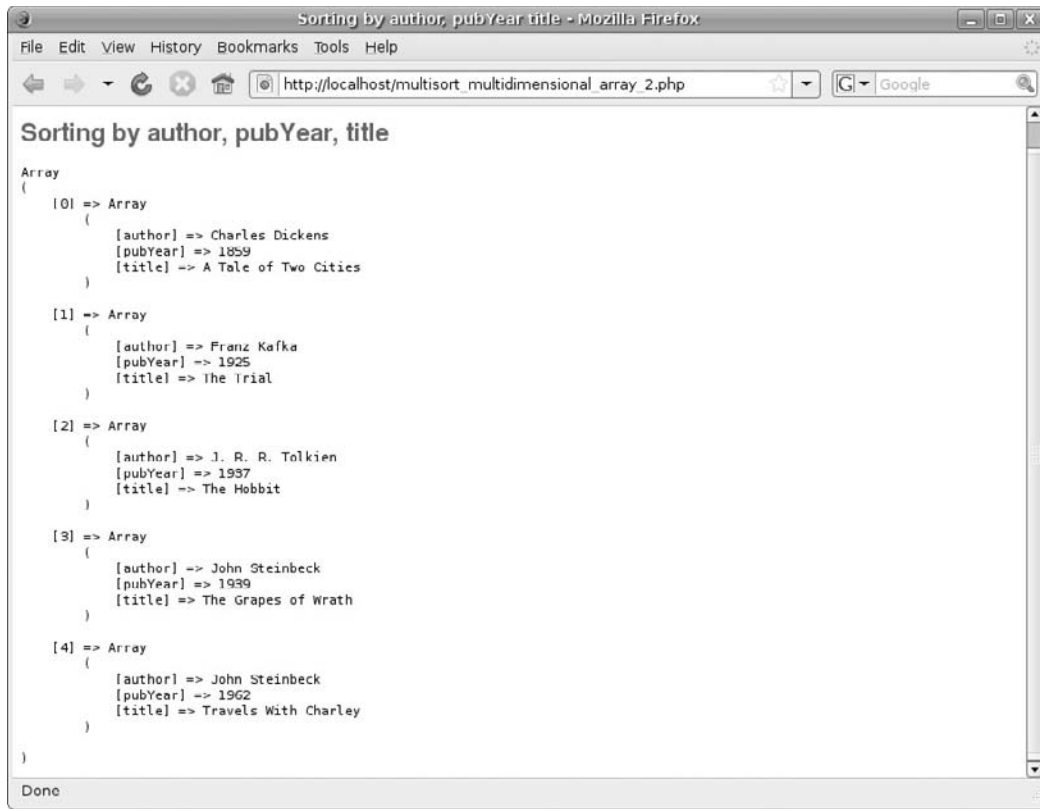 Sorting by author, pubYear title - Mozilla Firefox
File Edit View History Bookmarks Tools Help
http://localhost/multisort_multidimensional_array_2.php
G
Google
Sorting by author, pubYear, title
Array
(
[0] => Array
(
[author] => Charles Dickens
[pubYear] => 1859
[title] => A Tale of Two Cities
)
[1] => Array
(
[author] => Franz Kafka
[pubYear] => 1925
[title] => The Trial
)
[2] => Array
(
[author] => J. R. R. Tolkien
[pubYear] => 1937
[title] => The Hobbit
)
[3] => Array
(
[author] => John Steinbeck
[pubYear] => 1939
[title] => The Grapes of Wrath
)
[4] => Array
(
[author] => John Steinbeck
[pubYear] => 1962
[title] => Travels With Charley
)
)
Done